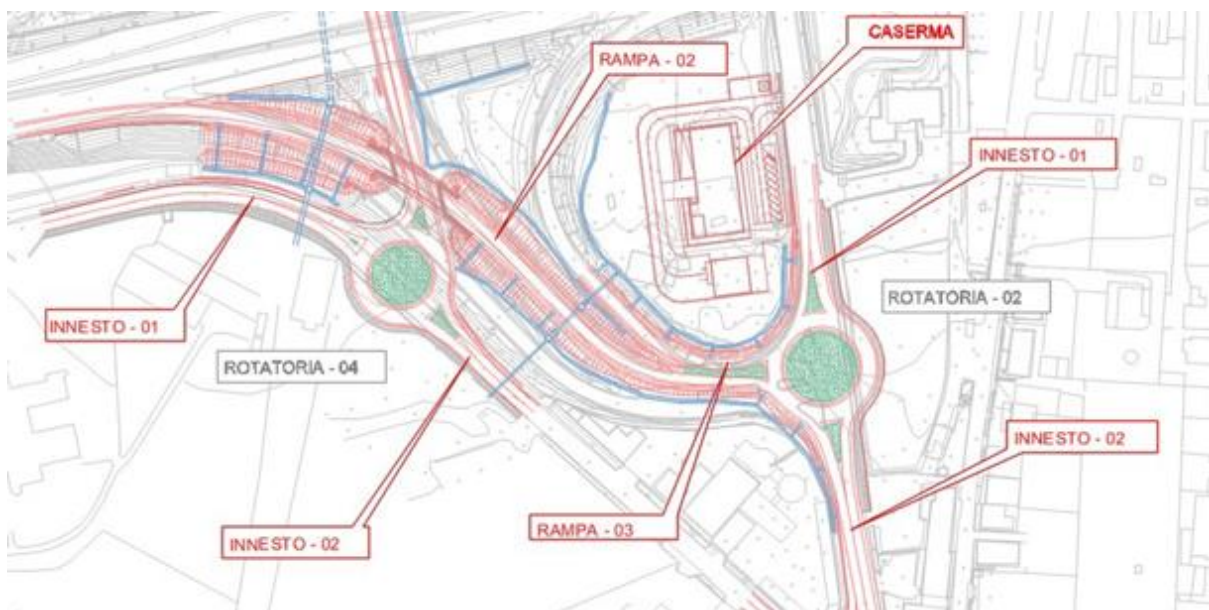 CASERMA
RAMPA - 02
INNESTO - 01
ROTATORIA - 02
INNESTO - 01
ROTATORIA - 04
INNESTO - 02
RAMPA - 03
INNESTO - 02